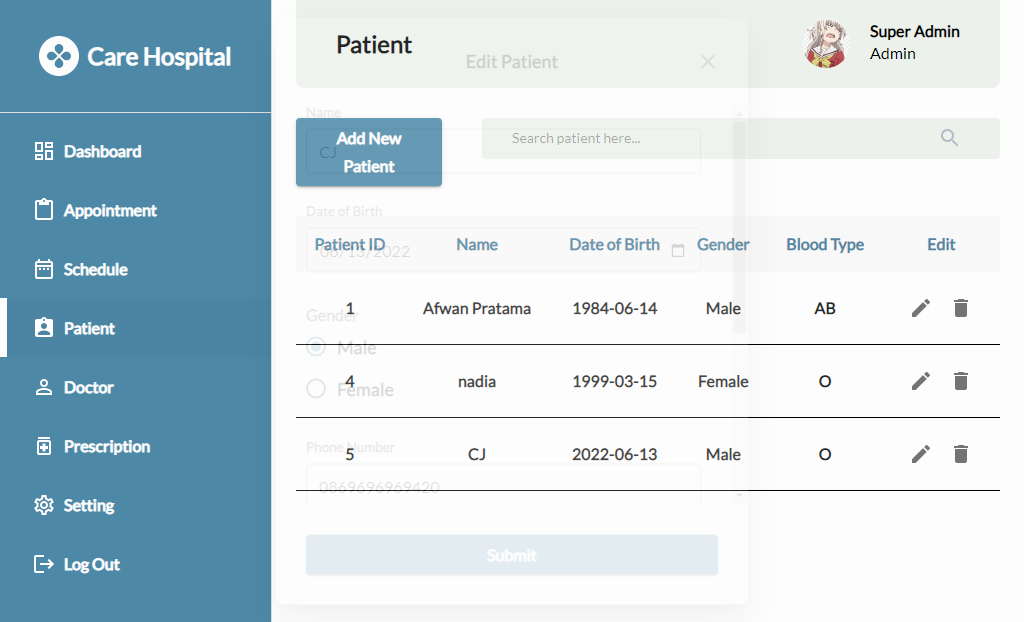 Care Hospital
Dashboard
Appointment
Schedule
Patient
Doctor
Prescription
Setting
Log Out
Patient
Super Admin
Admin
Edit Patient
Name
CJ
Add New
Patient
Search patient here...
Date of Birth
06/13/2022
Patient ID Name Date of Birth Gender Blood Type Edit
1 Afwan Pratama 1984-06-14 Male AB
4 nadia 1999-03-15 Female O
5 CJ 2022-06-13 Male O
Gender
Male
Female
Phone Number
0869696969420
Submit